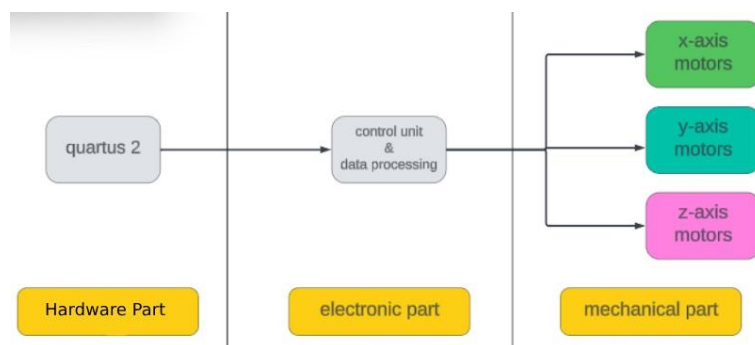 x-axis
motors
quartus 2
control unit
&
data processing
y-axis
motors
z-axis
motors
Hardware Part
electronic part
mechanical part